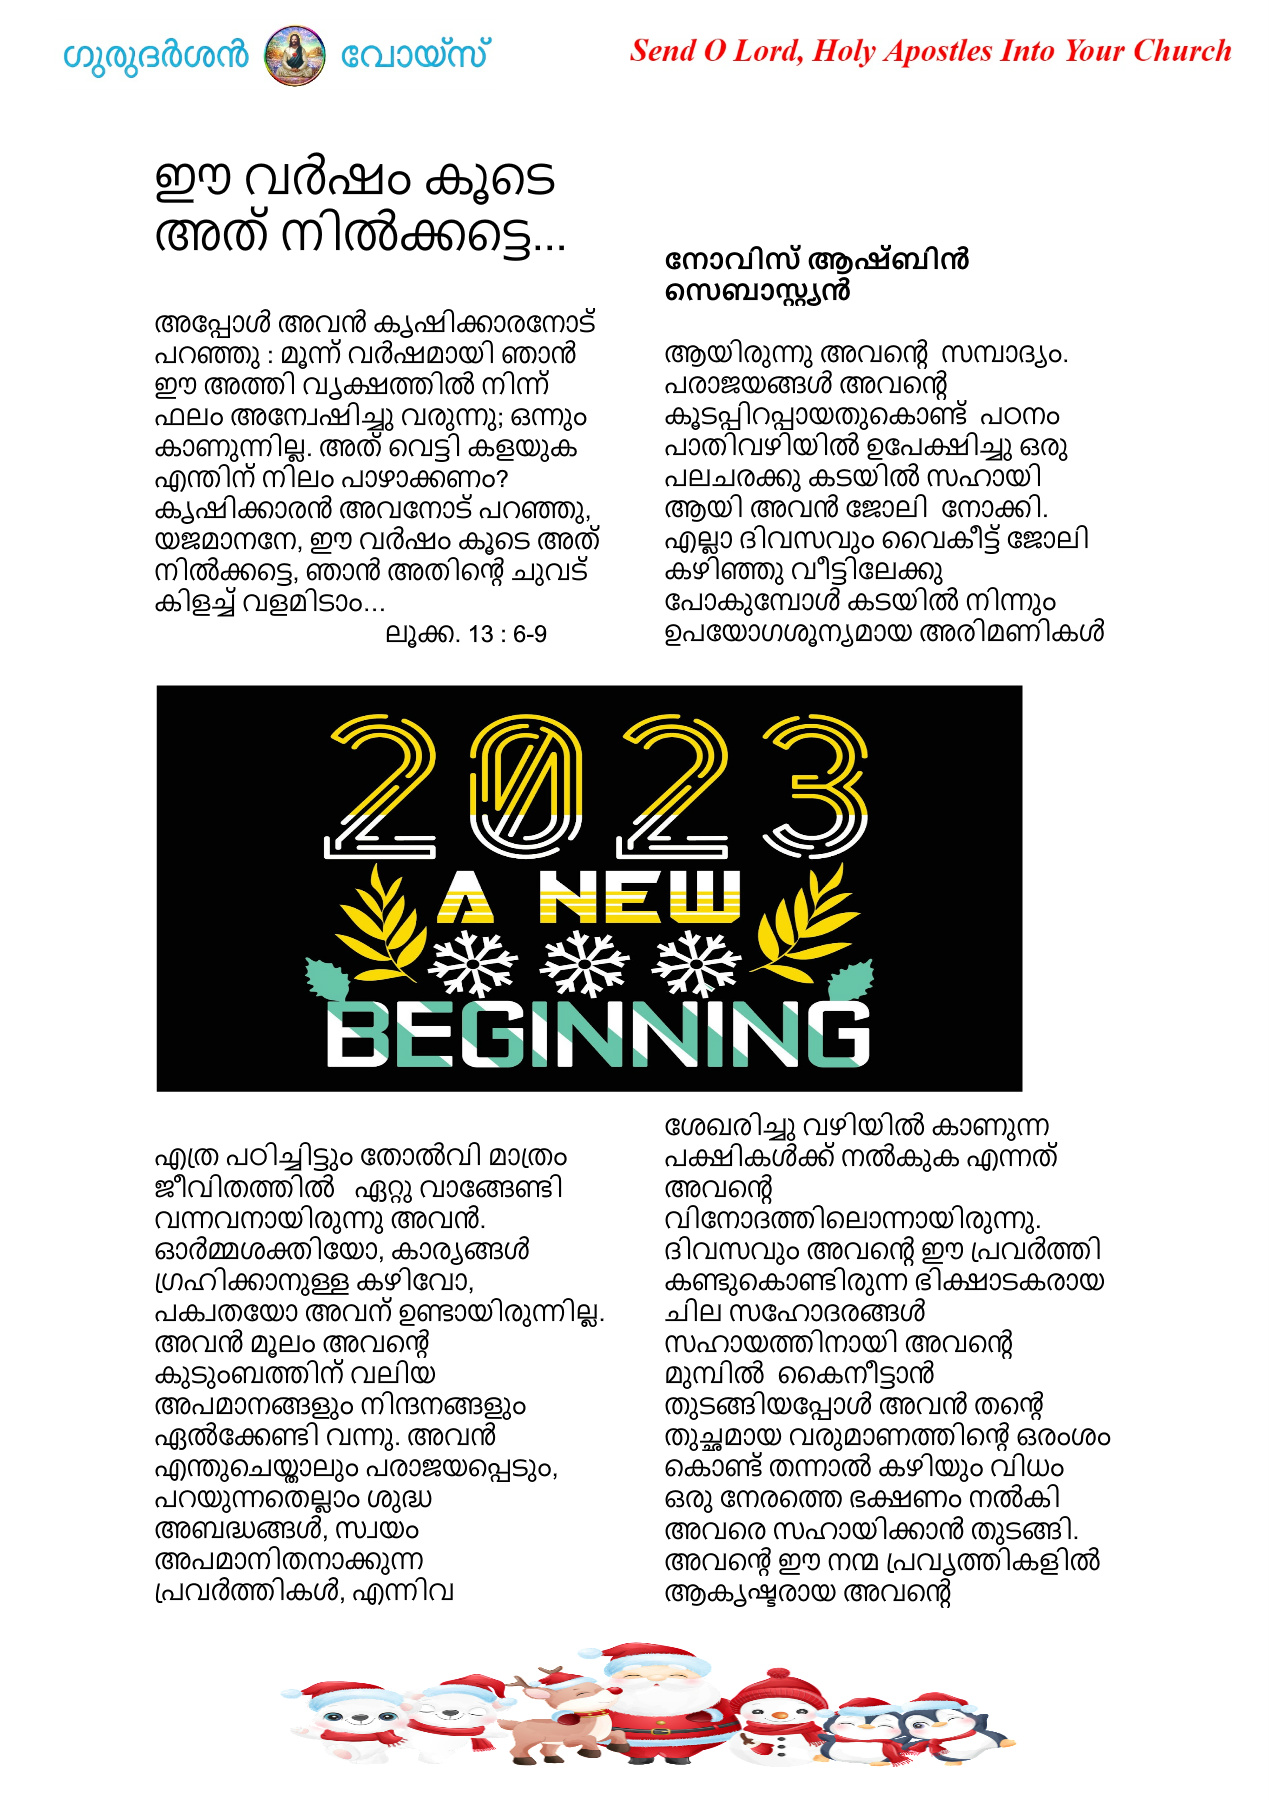 ഗുരുദർശൻ വോയ്സ്
Send O Lord, Holy Apostles Into Your Church
ഈ വർഷം കൂടെ
അത് നിൽക്കട്ടെ...
നോവിസ് ആഷ്ബിൻ
സെബാസ്റ്റ്യൻ
അപ്പോൾ അവൻ കൃഷിക്കാരനോട്
പറഞ്ഞു : മൂന്ന് വർഷമായി ഞാൻ
ഈ അത്തി വൃക്ഷത്തിൽ നിന്ന്
ഫലം അന്വേഷിച്ചു വരുന്നു; ഒന്നും
കാണുന്നില്ല. അത് വെട്ടി കളയുക
എന്തിന് നിലം പാഴാക്കണം?
കൃഷിക്കാരൻ അവനോട് പറഞ്ഞു,
യജമാനനേ, ഈ വർഷം കൂടെ അത്
നിൽക്കട്ടെ, ഞാൻ അതിന്റെ ചുവട്
കിളച്ച് വളമിടാം...
ലൂക്ക. 13 : 6-9
2023
A NEW
BEGINNING
എത്ര പഠിച്ചിട്ടും തോൽവി മാത്രം
ജീവിതത്തിൽ ഏറ്റു വാങ്ങേണ്ടി
വന്നവനായിരുന്നു അവൻ.
ഓർമ്മശക്തിയോ, കാര്യങ്ങൾ
ഗ്രഹിക്കാനുള്ള കഴിവോ,
പക്വതയോ അവന് ഉണ്ടായിരുന്നില്ല.
അവൻ മൂലം അവന്റെ
കുടുംബത്തിന് വലിയ
അപമാനങ്ങളും നിന്ദനങ്ങളും
ഏൽക്കേണ്ടി വന്നു. അവൻ
എന്തുചെയ്താലും പരാജയപ്പെടും,
പറയുന്നതെല്ലാം ശുദ്ധ
അബദ്ധങ്ങൾ, സ്വയം
അപമാനിതനാക്കുന്ന
പ്രവർത്തികൾ, എന്നിവ
ആയിരുന്നു അവന്റെ സമ്പാദ്യം.
പരാജയങ്ങൾ അവന്റെ
കൂടപ്പിറപ്പായതുകൊണ്ട് പഠനം
പാതിവഴിയിൽ ഉപേക്ഷിച്ചു ഒരു
പലചരക്കു കടയിൽ സഹായി
ആയി അവൻ ജോലി നോക്കി.
എല്ലാ ദിവസവും വൈകീട്ട് ജോലി
കഴിഞ്ഞു വീട്ടിലേക്കു
പോകുമ്പോൾ കടയിൽ നിന്നും
ഉപയോഗശൂന്യമായ അരിമണികൾ
ശേഖരിച്ചു വഴിയിൽ കാണുന്ന
പക്ഷികൾക്ക് നൽകുക എന്നത്
അവന്റെ
വിനോദത്തിലൊന്നായിരുന്നു.
ദിവസവും അവന്റെ ഈ പ്രവർത്തി
കണ്ടുകൊണ്ടിരുന്ന ഭിക്ഷാടകരായ
ചില സഹോദരങ്ങൾ
സഹായത്തിനായി അവന്റെ
മുമ്പിൽ കൈനീട്ടാൻ
തുടങ്ങിയപ്പോൾ അവൻ തന്റെ
തുച്ഛമായ വരുമാണത്തിന്റെ ഒരംശം
കൊണ്ട് തന്നാൽ കഴിയും വിധം
ഒരു നേരത്തെ ഭക്ഷണം നൽകി
അവരെ സഹായിക്കാൻ തുടങ്ങി.
അവന്റെ ഈ നന്മ പ്രവൃത്തികളിൽ
ആകൃഷ്ടരായ അവന്റെ